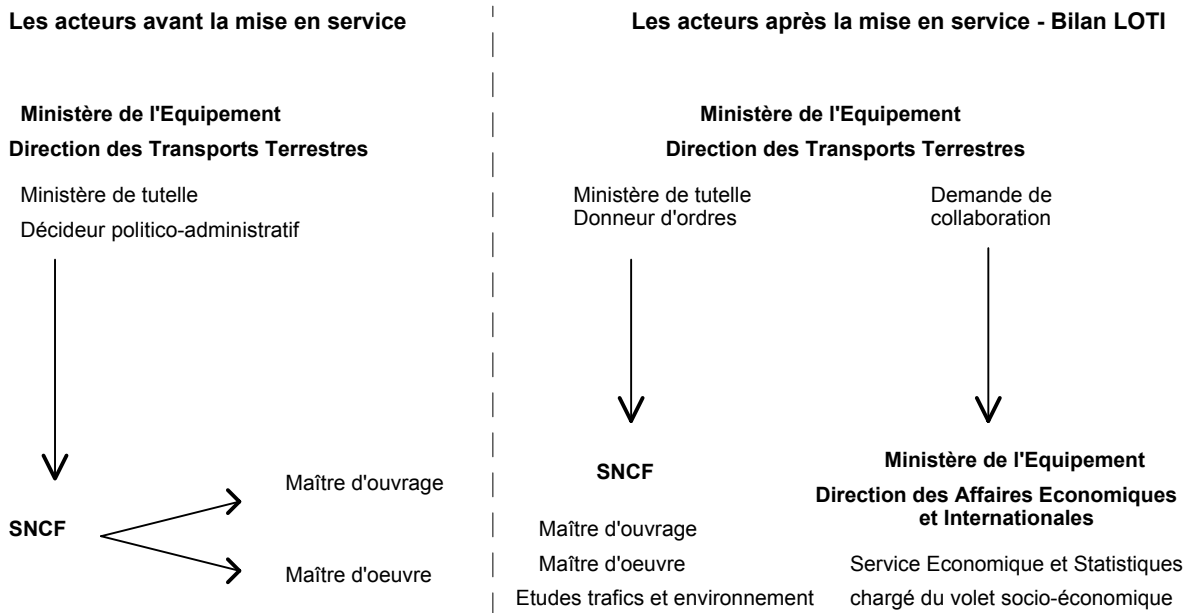 Les acteurs avant la mise en service
Ministère de l'Equipement
Direction des Transports Terrestres
Ministère de tutelle
Décideur politico-administratif
SNCF
Maître d'ouvrage
Maître d'oeuvre
Les acteurs après la mise en service - Bilan LOTI
Ministère de l'Equipement
Direction des Transports Terrestres
Ministère de tutelle
Donneur d'ordres
Demande de
collaboration
SNCF
Maître d'ouvrage
Maître d'oeuvre
Etudes trafics et environnement
Ministère de l'Equipement
Direction des Affaires Economiques
et Internationales
Service Economique et Statistiques
chargé du volet socio-économique